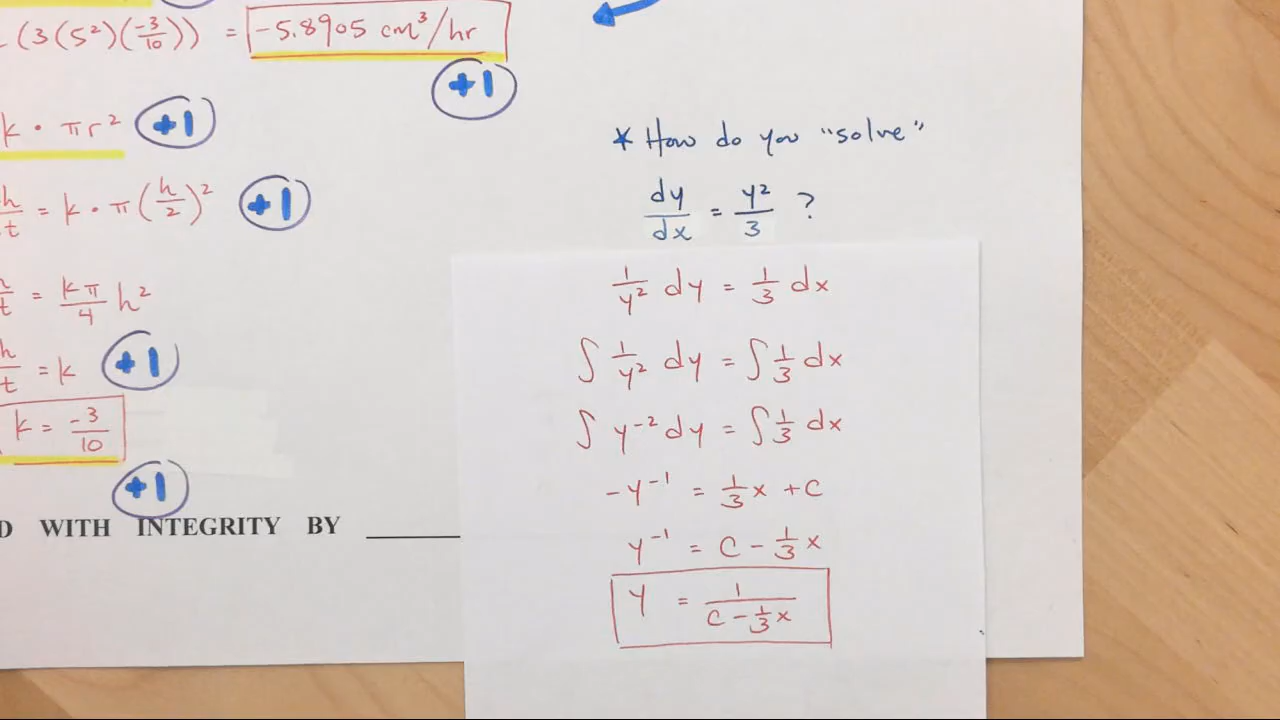 (3(5²)(-3/10)) = -5.8905 cm³/hr
+1
k · πr² +1
h/t = k · π(h/2)² +1
h/t = kπ/4 h²
h/t = k +1
k = -3/10
+1
WITH INTEGRITY BY ______
* How do you "solve"
dy/dx = y²/3 ?
1/y² dy = 1/3 dx
∫ 1/y² dy = ∫ 1/3 dx
∫ y⁻² dy = ∫ 1/3 dx
-y⁻¹ = 1/3 x + C
y⁻¹ = C - 1/3 x
y = 1/(C - 1/3 x)